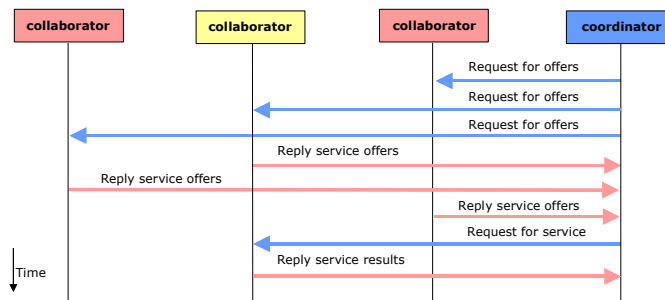 collaborator
collaborator
collaborator
coordinator
Request for offers
Request for offers
Request for offers
Reply service offers
Reply service offers
Reply service offers
Request for service
Reply service results
Time